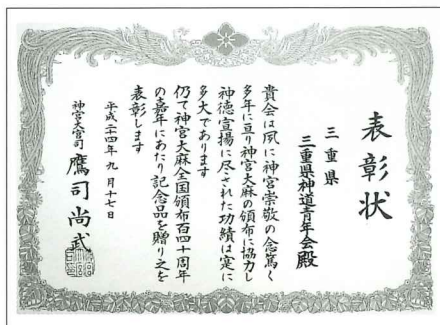 表彰状
三重県
三重県神道青年会殿
貴会は夙に神宮崇敬の念篤く
多年に亘り神宮大麻の頒布に協力し
神徳宣揚に尽された功績は寔に
多大であります
仍て神宮大麻全国頒布百四十周年
の嘉年にあたり記念品を贈り之を
表彰します
平成二十四年九月十七日
神宮大宮司 鷹司尚武